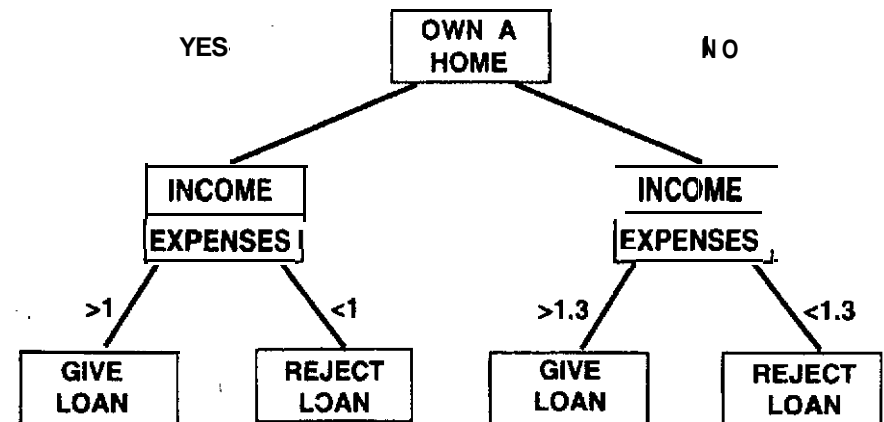 OWN A
HOME
YES
NO
INCOME
EXPENSES
INCOME
EXPENSES
>1
<1
>1.3
<1.3
GIVE
LOAN
REJECT
LOAN
GIVE
LOAN
REJECT
LOAN